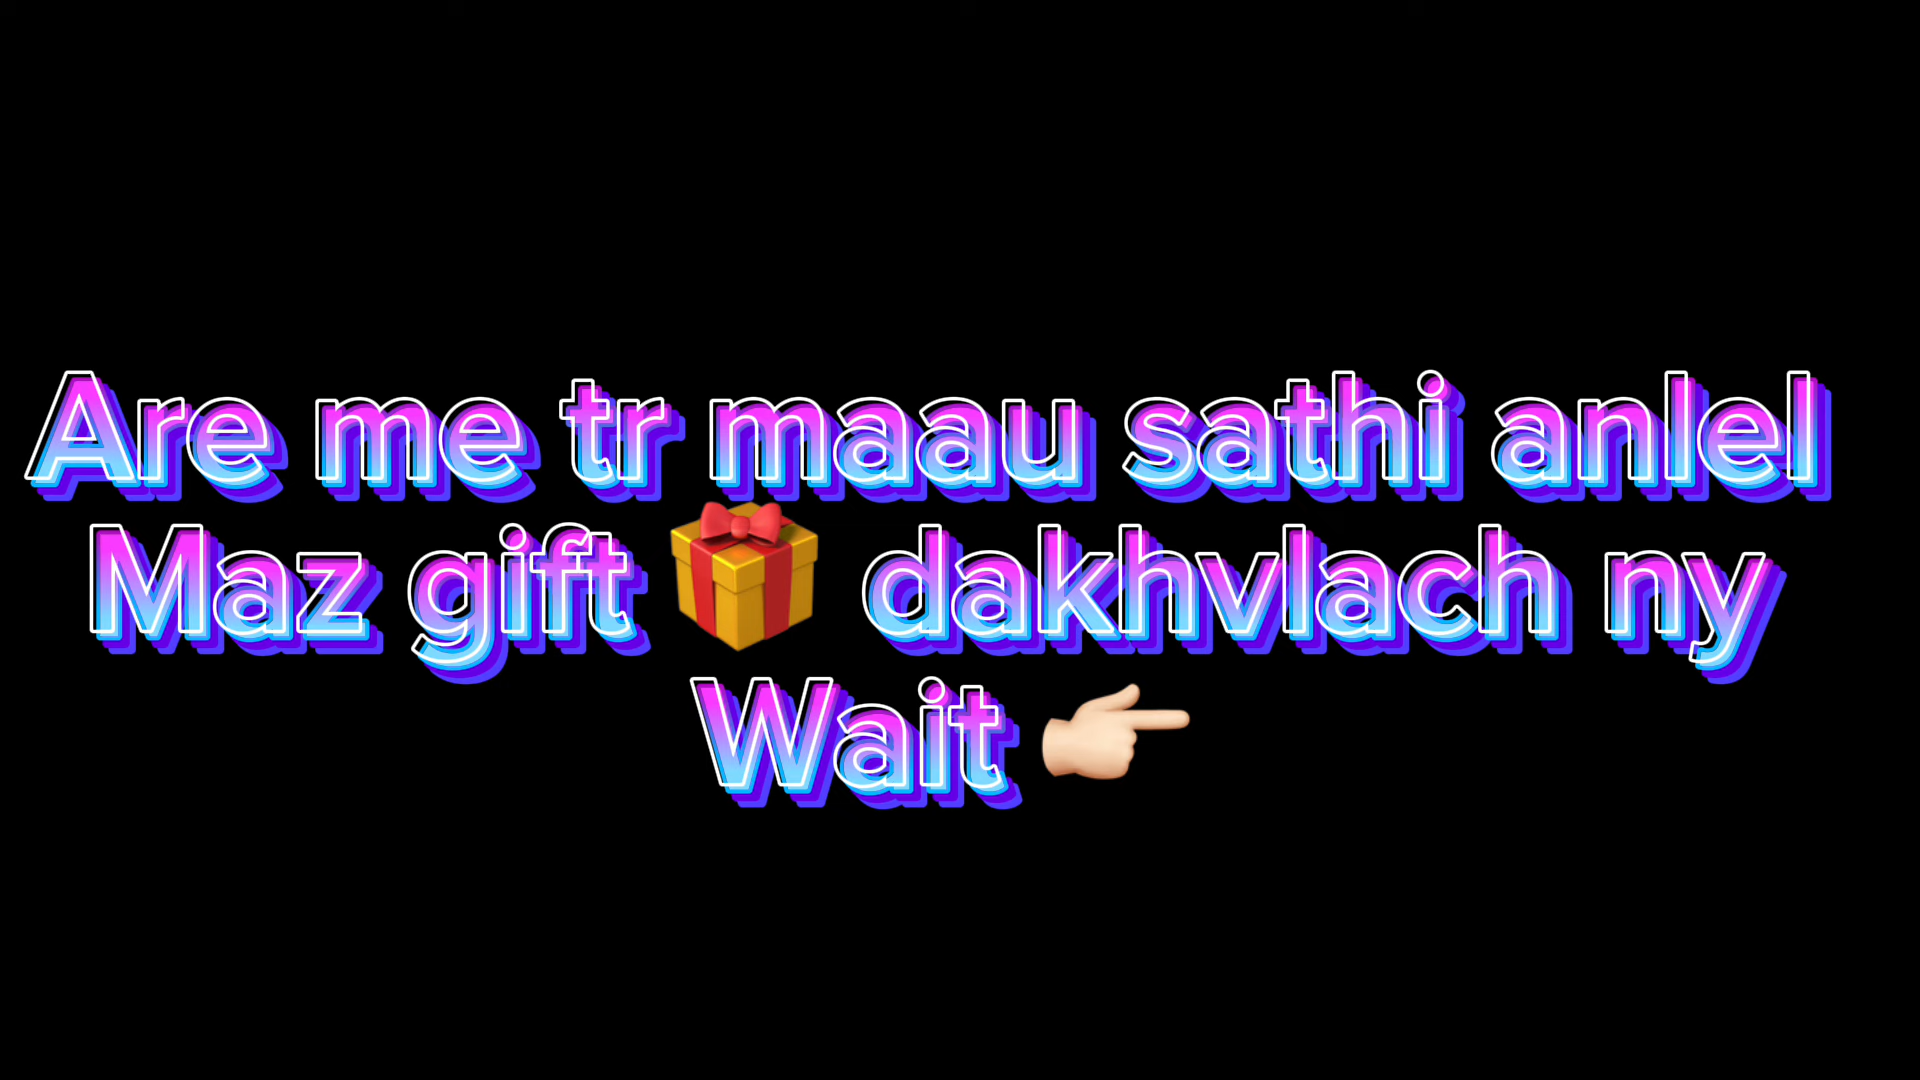 Are me tr maau sathi anlel
Maz gift 🎁 dakhvlach ny
Wait 👉🏻